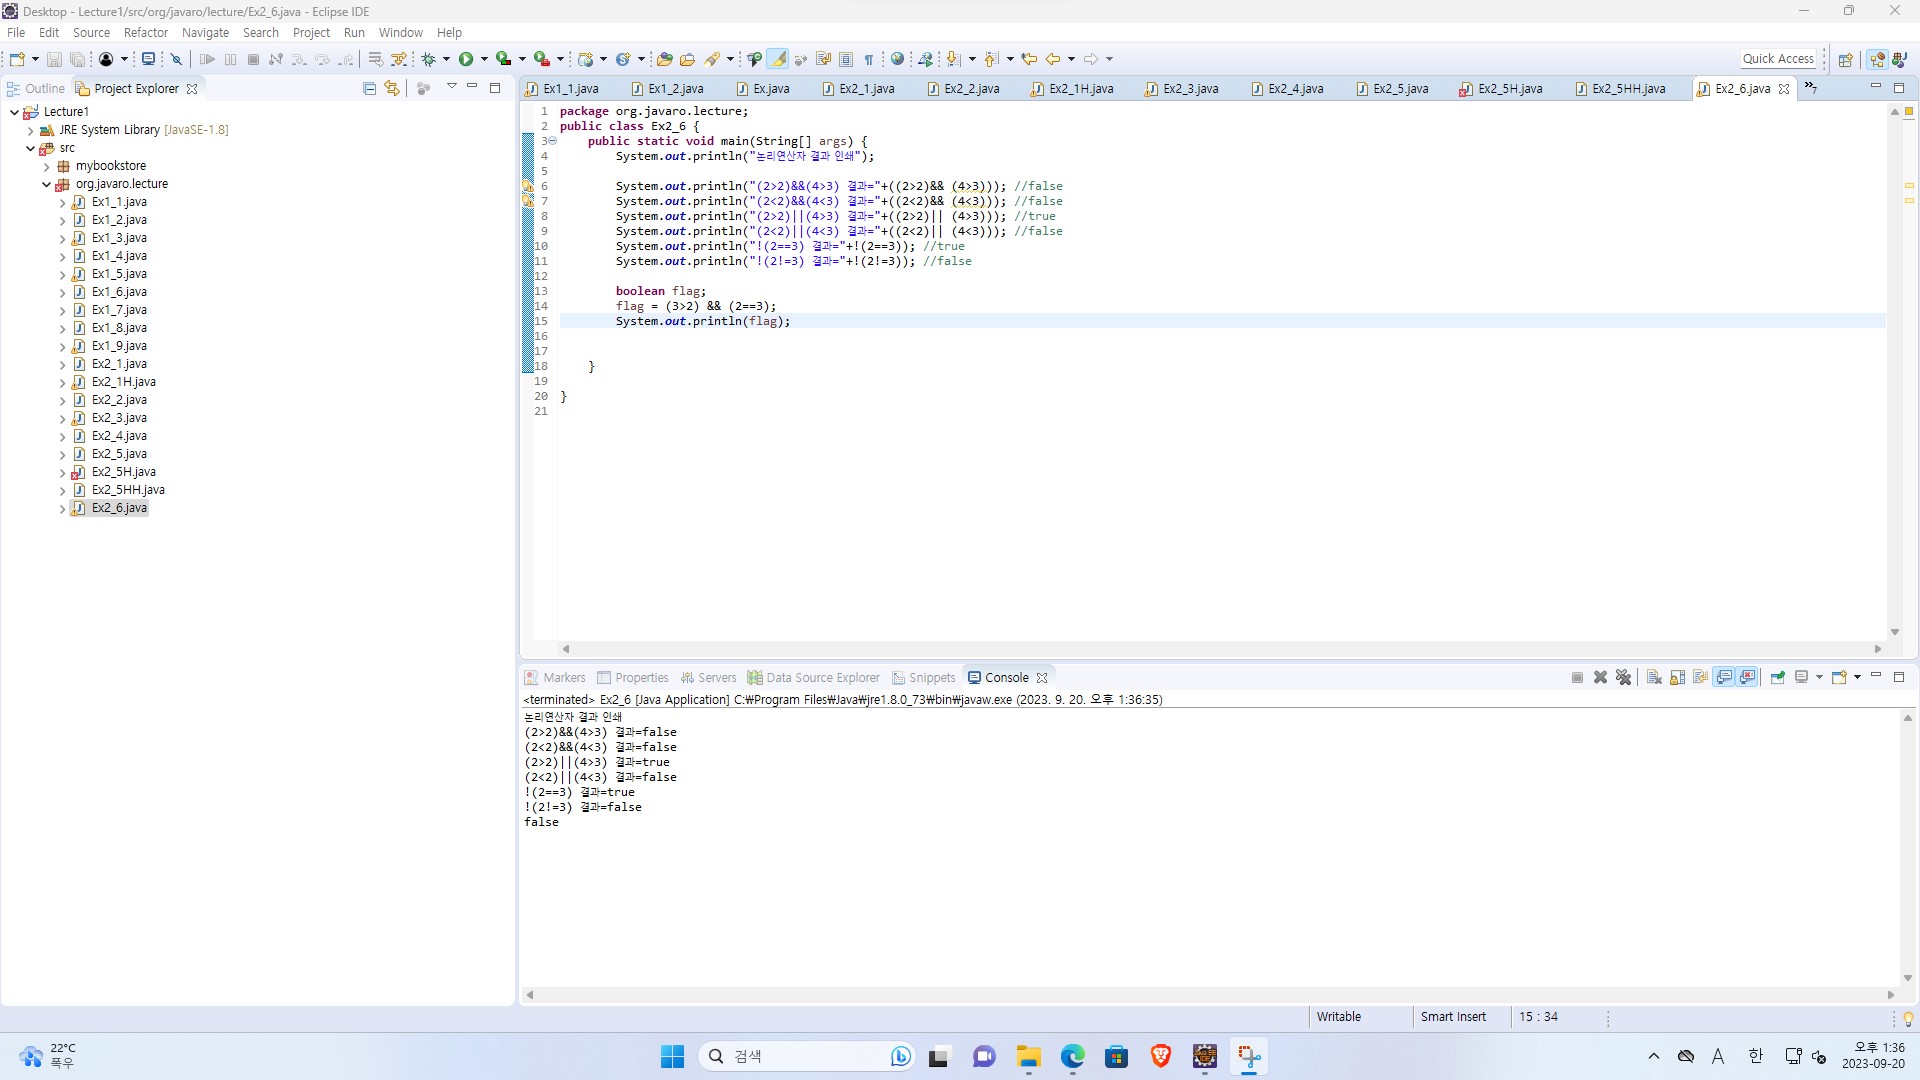 Desktop - Lecture1/src/org/javaro/lecture/Ex2_6.java - Eclipse IDE
File Edit Source Refactor Navigate Search Project Run Window Help
Quick Access
Outline Project Explorer
Lecture1
JRE System Library [JavaSE-1.8]
src
mybookstore
org.javaro.lecture
Ex1_1.java
Ex1_2.java
Ex1_3.java
Ex1_4.java
Ex1_5.java
Ex1_6.java
Ex1_7.java
Ex1_8.java
Ex1_9.java
Ex2_1.java
Ex2_1H.java
Ex2_2.java
Ex2_3.java
Ex2_4.java
Ex2_5.java
Ex2_5H.java
Ex2_5HH.java
Ex2_6.java
Ex1_1.java Ex1_2.java Ex.java Ex2_1.java Ex2_2.java Ex2_1H.java Ex2_3.java Ex2_4.java Ex2_5.java Ex2_5H.java Ex2_5HH.java Ex2_6.java »7
1 package org.javaro.lecture;
2 public class Ex2_6 {
3 public static void main(String[] args) {
4 System.out.println("논리연산자 결과 인쇄");
5
6 System.out.println("(2>2)&&(4>3) 결과="+((2>2)&& (4>3))); //false
7 System.out.println("(2<2)&&(4<3) 결과="+((2<2)&& (4<3))); //false
8 System.out.println("(2>2)||(4>3) 결과="+((2>2)|| (4>3))); //true
9 System.out.println("(2<2)||(4<3) 결과="+((2<2)|| (4<3))); //false
10 System.out.println("!(2==3) 결과="+!(2==3)); //true
11 System.out.println("!(2!=3) 결과="+!(2!=3)); //false
12
13 boolean flag;
14 flag = (3>2) && (2==3);
15 System.out.println(flag);
16
17
18 }
19
20 }
21
Markers Properties Servers Data Source Explorer Snippets Console
<terminated> Ex2_6 [Java Application] C:₩Program Files₩Java₩jre1.8.0_73₩bin₩javaw.exe (2023. 9. 20. 오후 1:36:35)
논리연산자 결과 인쇄
(2>2)&&(4>3) 결과=false
(2<2)&&(4<3) 결과=false
(2>2)||(4>3) 결과=true
(2<2)||(4<3) 결과=false
!(2==3) 결과=true
!(2!=3) 결과=false
false
Writable Smart Insert 15 : 34
22°C
폭우
검색
A 한
오후 1:36
2023-09-20